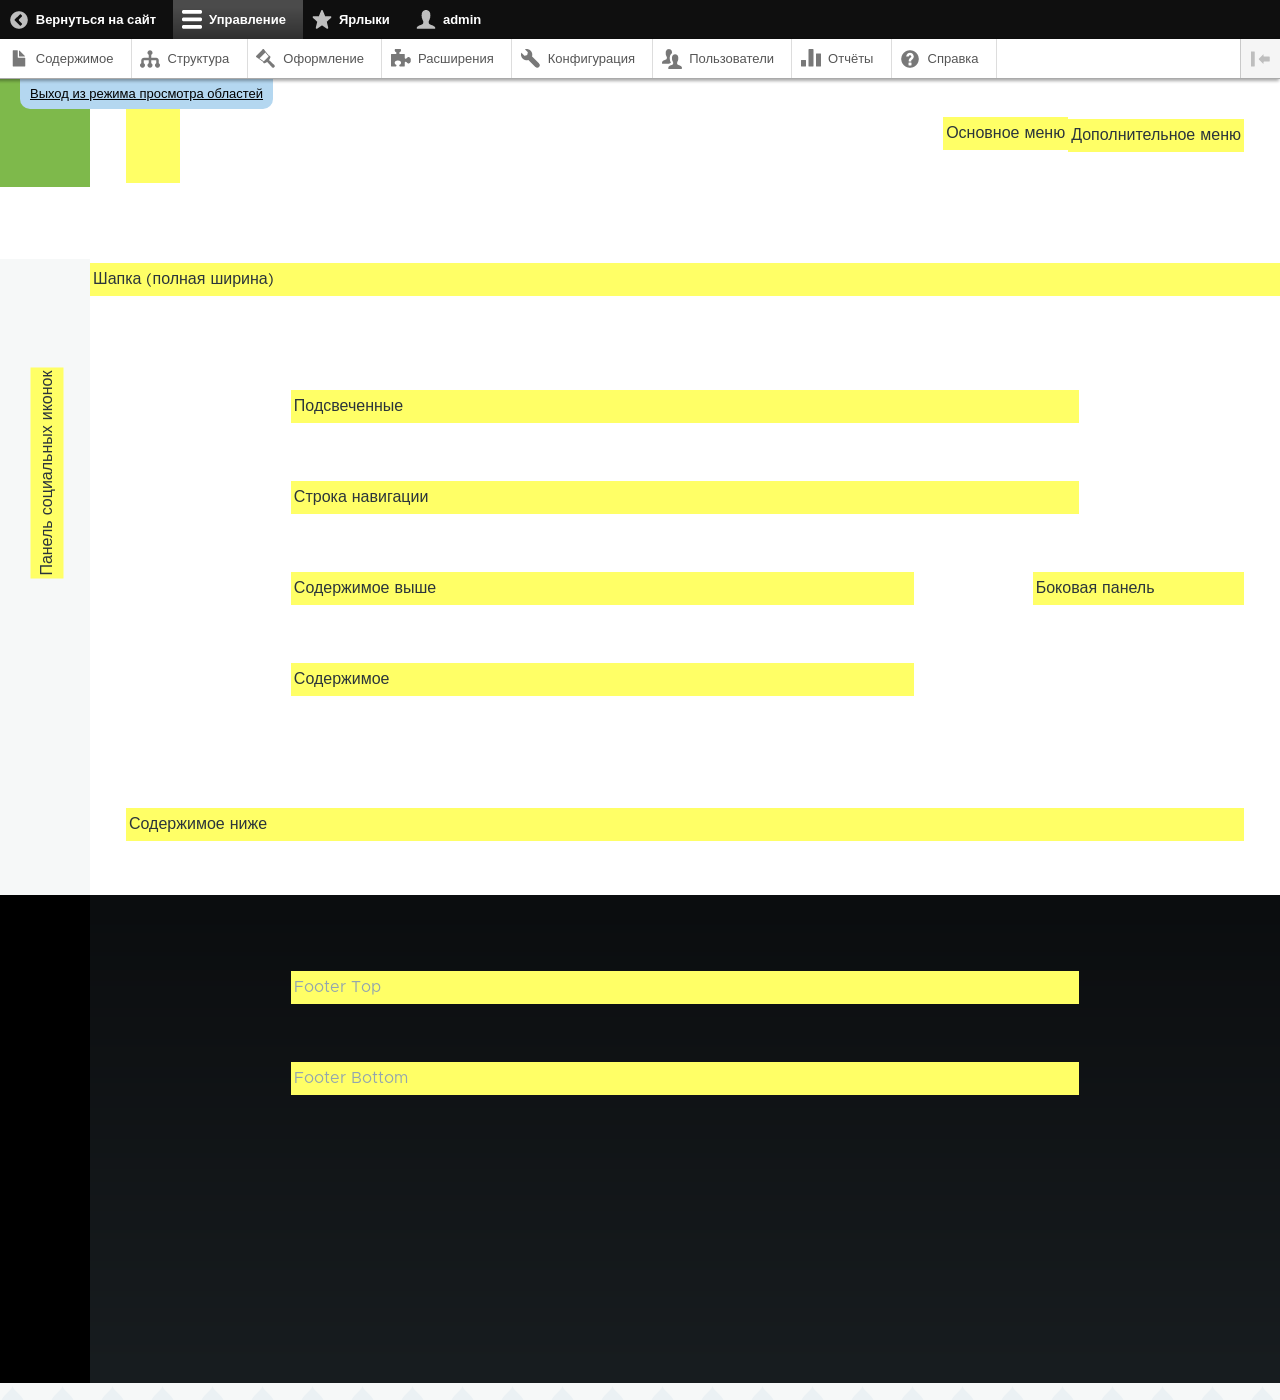 Вернуться на сайт Управление Ярлыки admin
Содержимое Структура Оформление Расширения Конфигурация Пользователи Отчёты Справка
Выход из режима просмотра областей
Основное меню Дополнительное меню
Шапка (полная ширина)
Панель социальных иконок
Подсвеченные
Строка навигации
Содержимое выше Боковая панель
Содержимое
Содержимое ниже
Footer Top
Footer Bottom